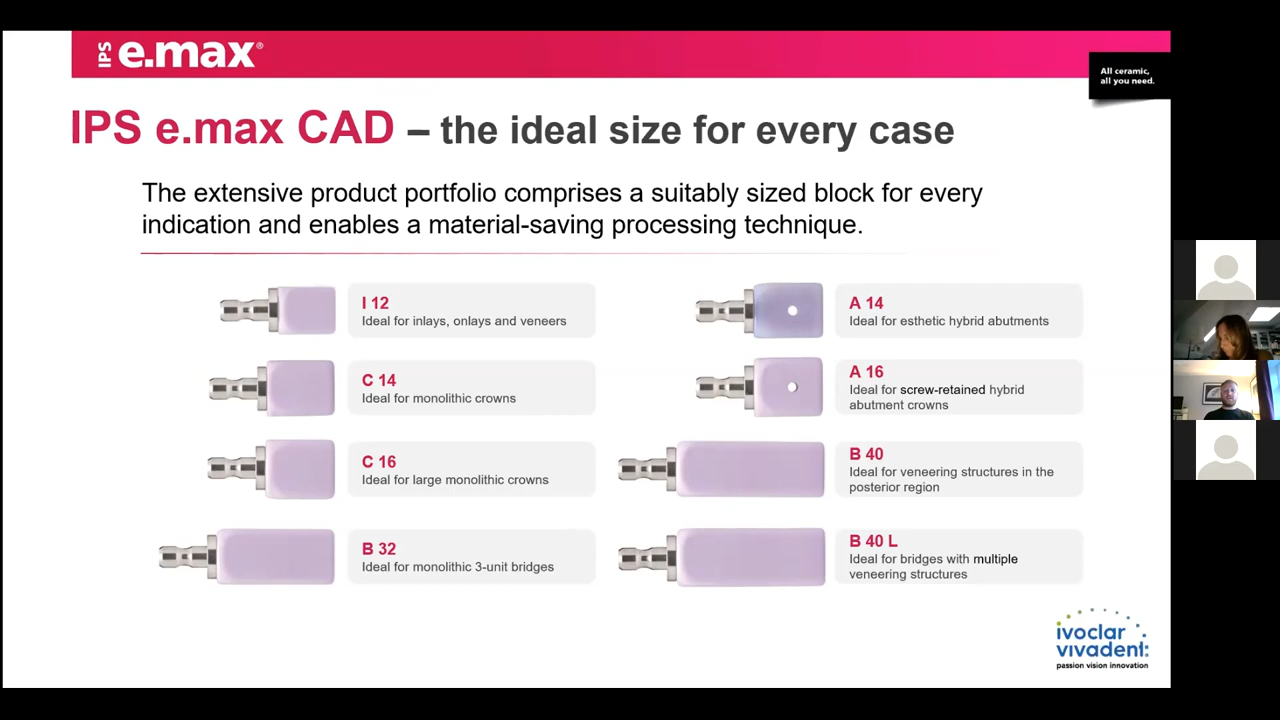 IPS e.max®
All ceramic,
all you need.
IPS e.max CAD – the ideal size for every case
The extensive product portfolio comprises a suitably sized block for every
indication and enables a material-saving processing technique.
I 12
Ideal for inlays, onlays and veneers
C 14
Ideal for monolithic crowns
C 16
Ideal for large monolithic crowns
B 32
Ideal for monolithic 3-unit bridges
A 14
Ideal for esthetic hybrid abutments
A 16
Ideal for screw-retained hybrid
abutment crowns
B 40
Ideal for veneering structures in the
posterior region
B 40 L
Ideal for bridges with multiple
veneering structures
ivoclar
vivadent:
passion vision innovation